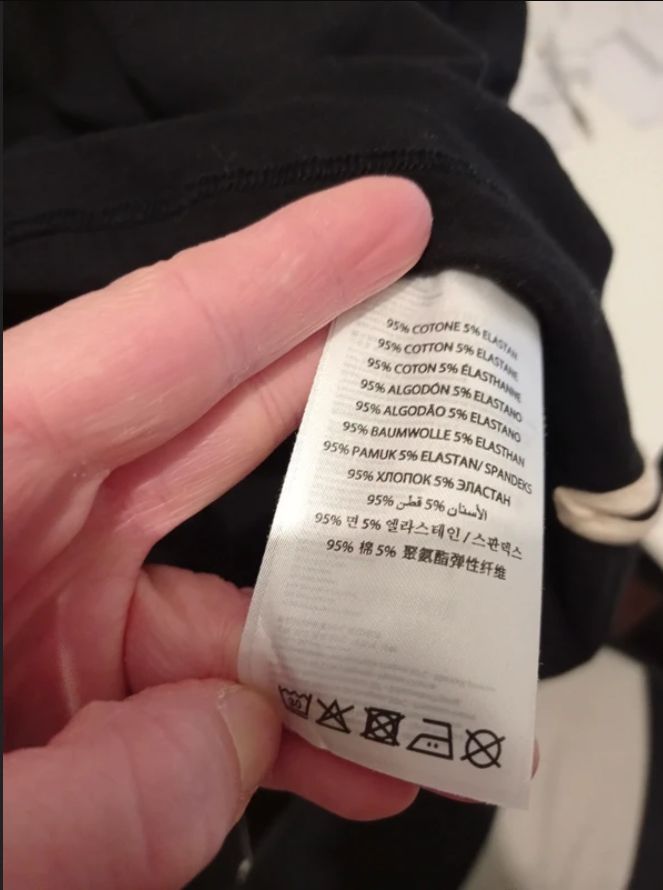 95% COTONE 5% ELASTAN
95% COTTON 5% ELASTANE
95% COTON 5% ÉLASTHANNE
95% ALGODÓN 5% ELASTANO
95% ALGODÃO 5% ELASTANO
95% BAUMWOLLE 5% ELASTHAN
95% PAMUK 5% ELASTAN/ SPANDEKS
95% ХЛОПОК 5% ЭЛАСТАН
95% قطن 5% الأستان
95% 면 5% 엘라스테인 / 스판덱스
95% 棉 5% 聚氨酯弹性纤维
30